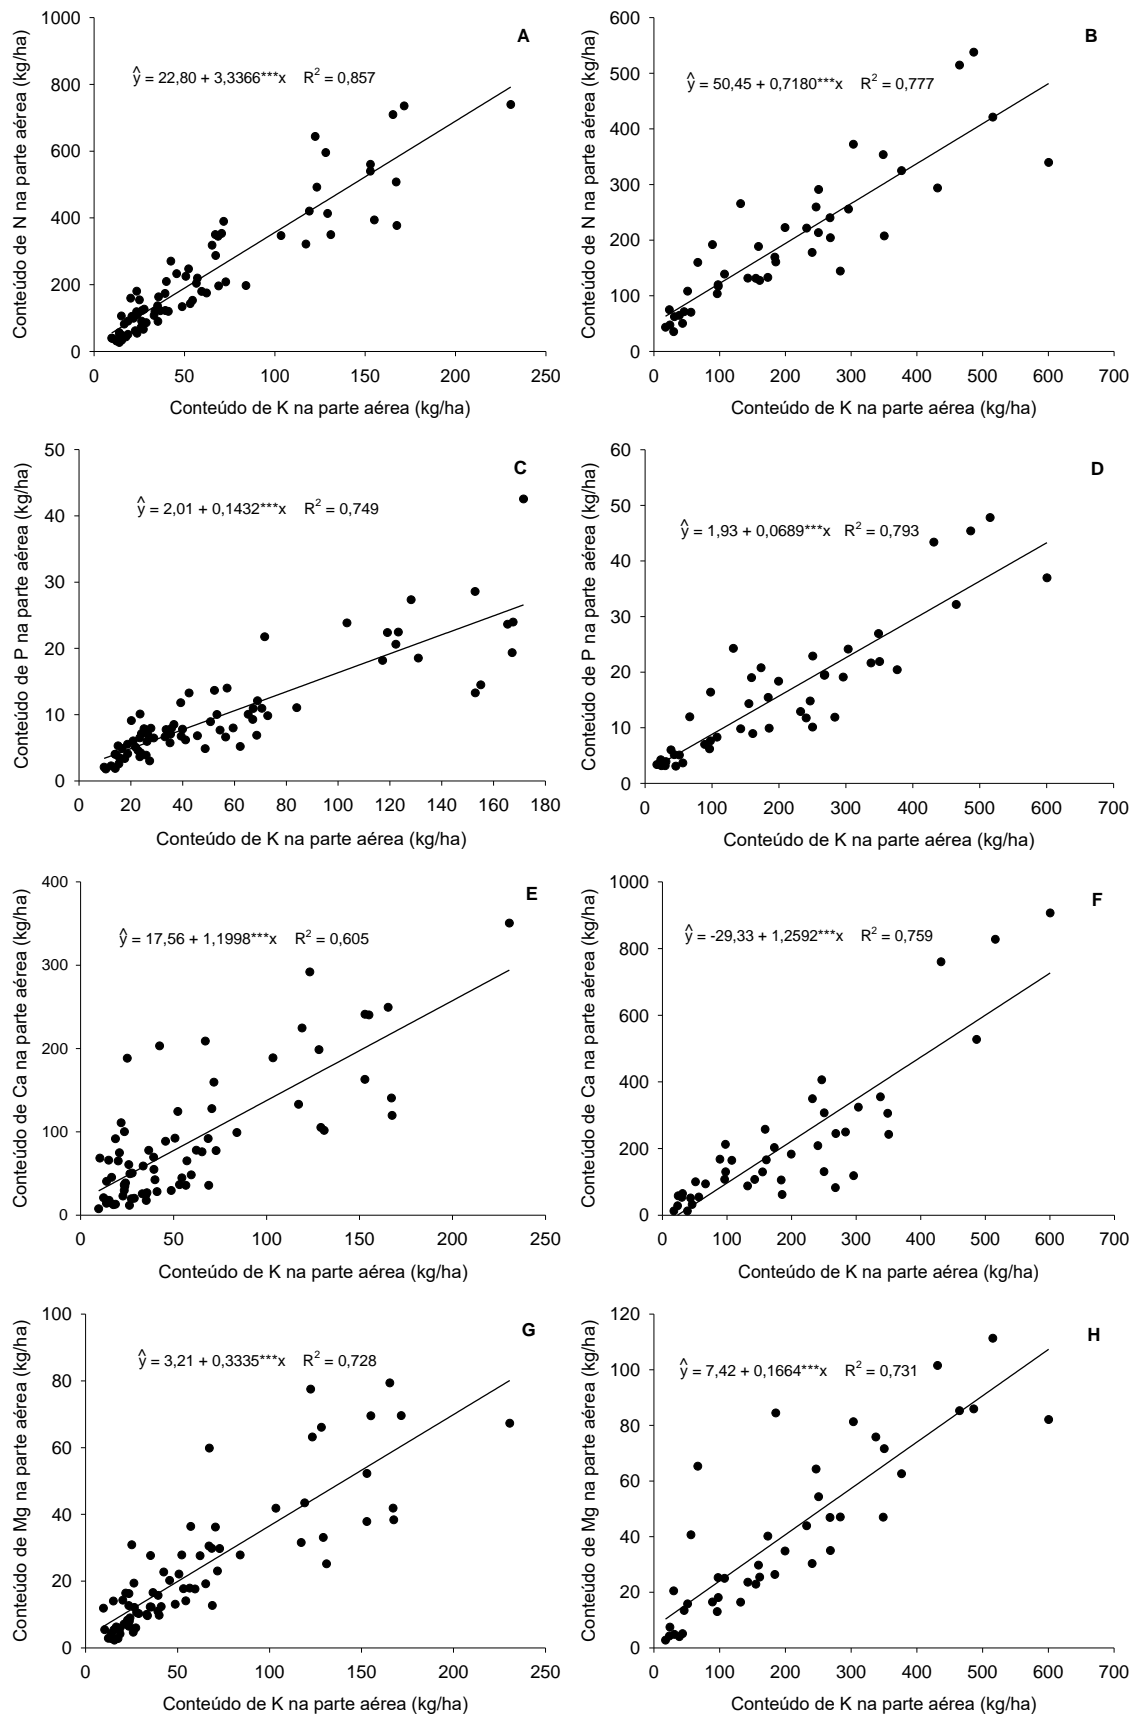 A
ŷ = 22,80 + 3,3366***x R² = 0,857
Conteúdo de N na parte aérea (kg/ha)
1000
800
600
400
200
0
0 50 100 150 200 250
Conteúdo de K na parte aérea (kg/ha)
B
ŷ = 50,45 + 0,7180***x R² = 0,777
Conteúdo de N na parte aérea (kg/ha)
600
500
400
300
200
100
0
0 100 200 300 400 500 600 700
Conteúdo de K na parte aérea (kg/ha)
C
ŷ = 2,01 + 0,1432***x R² = 0,749
Conteúdo de P na parte aérea (kg/ha)
50
40
30
20
10
0
0 20 40 60 80 100 120 140 160 180
Conteúdo de K na parte aérea (kg/ha)
D
ŷ = 1,93 + 0,0689***x R² = 0,793
Conteúdo de P na parte aérea (kg/ha)
60
50
40
30
20
10
0
0 100 200 300 400 500 600 700
Conteúdo de K na parte aérea (kg/ha)
E
ŷ = 17,56 + 1,1998***x R² = 0,605
Conteúdo de Ca na parte aérea (kg/ha)
400
300
200
100
0
0 50 100 150 200 250
Conteúdo de K na parte aérea (kg/ha)
F
ŷ = -29,33 + 1,2592***x R² = 0,759
Conteúdo de Ca na parte aérea (kg/ha)
1000
800
600
400
200
0
0 100 200 300 400 500 600 700
Conteúdo de K na parte aérea (kg/ha)
G
ŷ = 3,21 + 0,3335***x R² = 0,728
Conteúdo de Mg na parte aérea (kg/ha)
100
80
60
40
20
0
0 50 100 150 200 250
Conteúdo de K na parte aérea (kg/ha)
H
ŷ = 7,42 + 0,1664***x R² = 0,731
Conteúdo de Mg na parte aérea (kg/ha)
120
100
80
60
40
20
0
0 100 200 300 400 500 600 700
Conteúdo de K na parte aérea (kg/ha)